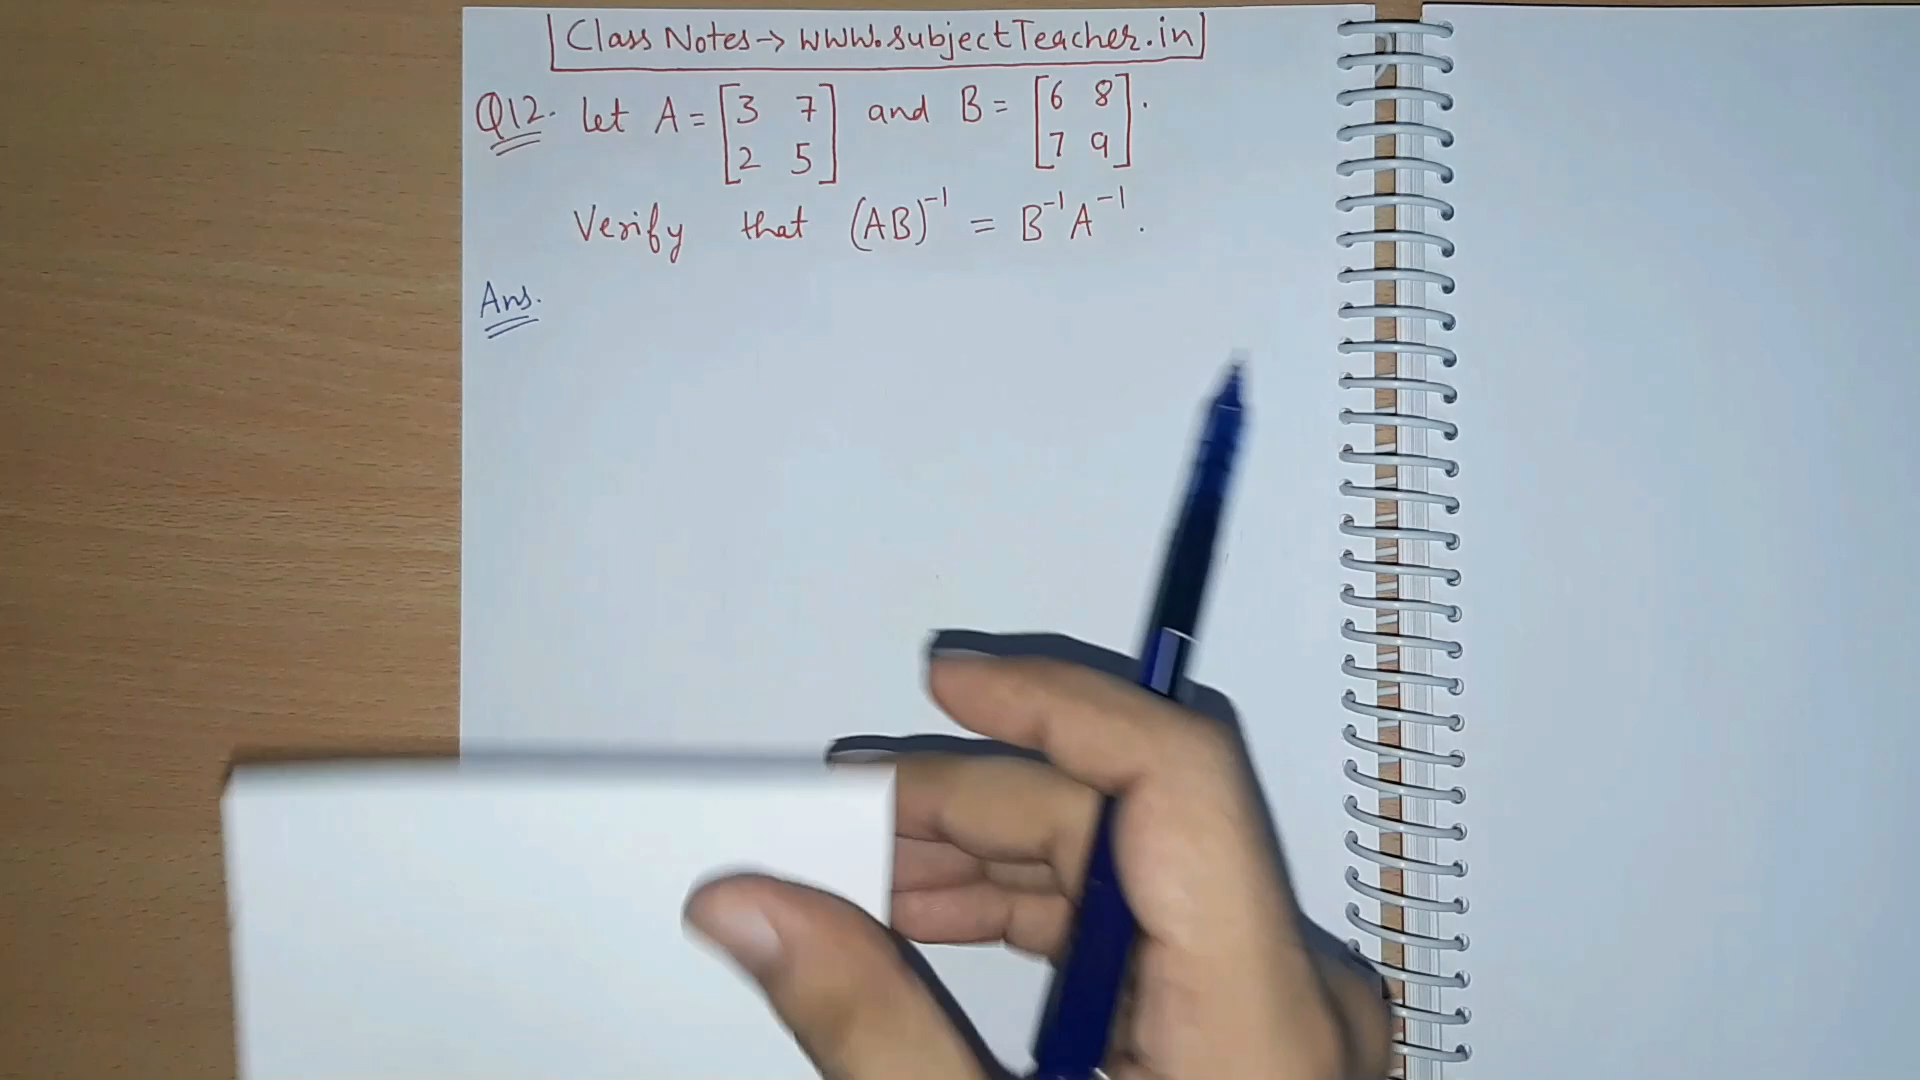 Class Notes → www.subjectTeacher.in
Q12. Let A = [3 7 and B = [6 8].
2 5] 7 9]
Verify that (AB)⁻¹ = B⁻¹A⁻¹.
Ans.